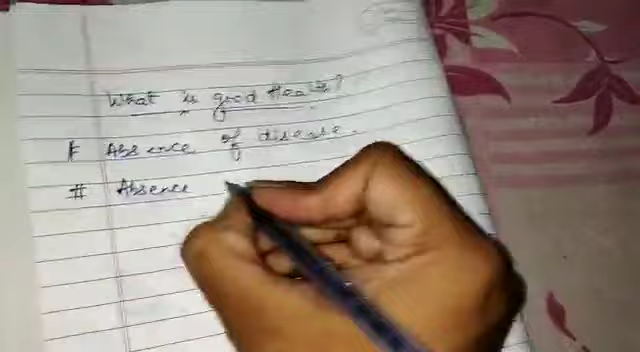 What is good Health?
# Absence of disease.
# Absence